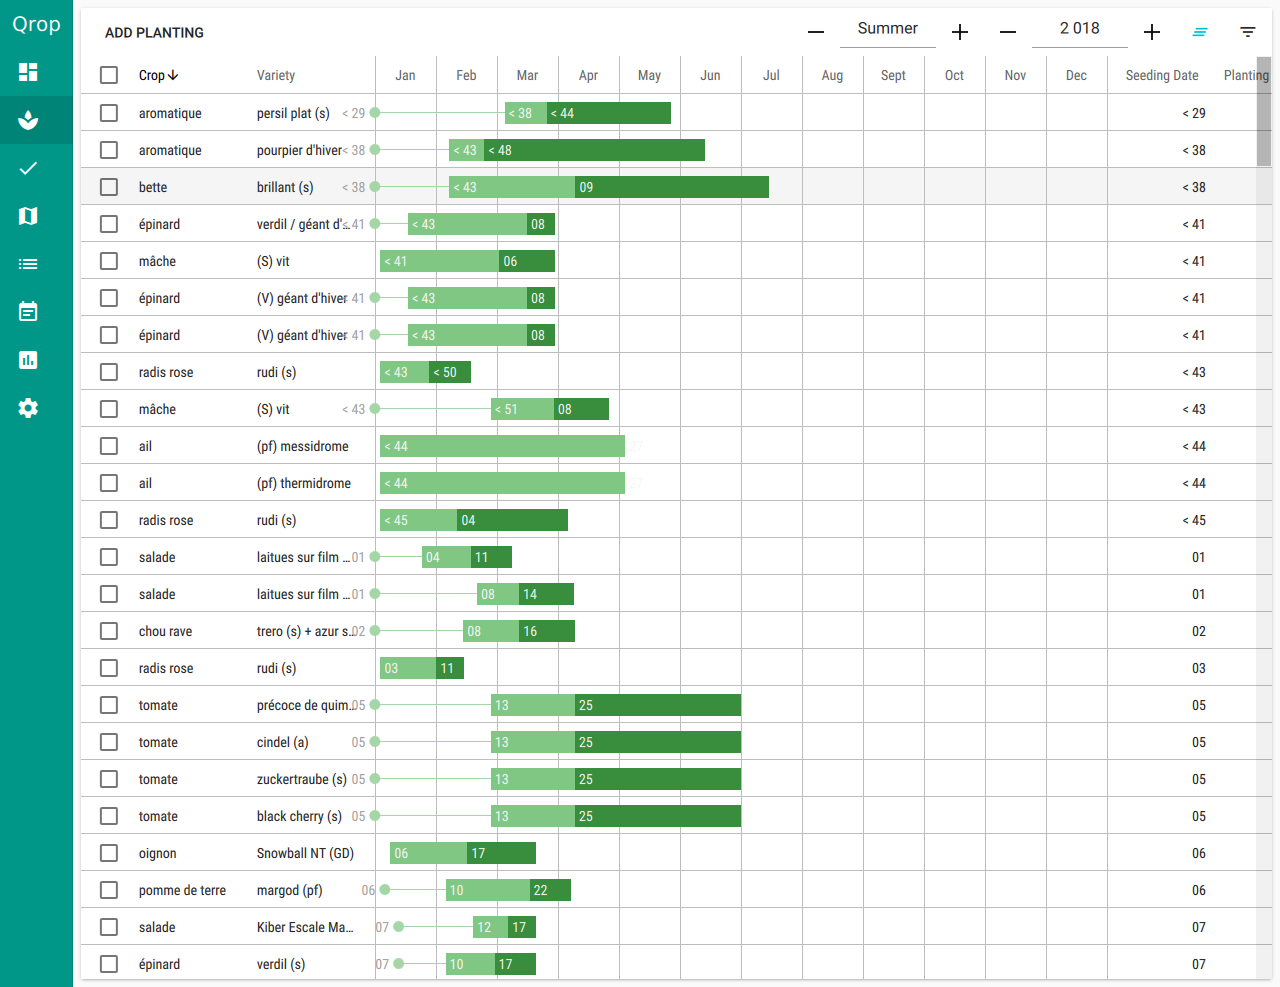 Qrop
ADD PLANTING
Summer
2 018
Crop Variety Jan Feb Mar Apr May Jun Jul Aug Sept Oct Nov Dec Seeding Date Planting
aromatique persil plat (s) < 29 < 38 < 44 < 29
aromatique pourpier d'hiver < 38 < 43 < 48 < 38
bette brillant (s) < 38 < 43 09 < 38
épinard verdil / géant d'… < 41 < 43 08 < 41
mâche (S) vit < 41 06 < 41
épinard (V) géant d'hiver < 41 < 43 08 < 41
épinard (V) géant d'hiver < 41 < 43 08 < 41
radis rose rudi (s) < 43 < 50 < 43
mâche (S) vit < 43 < 51 08 < 43
ail (pf) messidrome < 44 27 < 44
ail (pf) thermidrome < 44 27 < 44
radis rose rudi (s) < 45 04 < 45
salade laitues sur film … 01 04 11 01
salade laitues sur film … 01 08 14 01
chou rave trero (s) + azur s… 02 08 16 02
radis rose rudi (s) 03 11 03
tomate précoce de quim… 05 13 25 05
tomate cindel (a) 05 13 25 05
tomate zuckertraube (s) 05 13 25 05
tomate black cherry (s) 05 13 25 05
oignon Snowball NT (GD) 06 17 06
pomme de terre margod (pf) 06 10 22 06
salade Kiber Escale Ma… 07 12 17 07
épinard verdil (s) 07 10 17 07